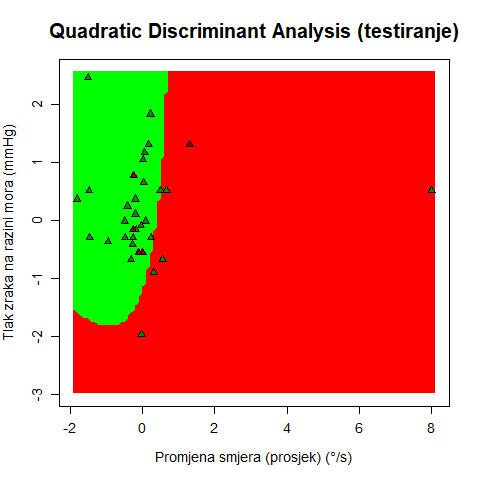 Quadratic Discriminant Analysis (testiranje)
Tlak zraka na razini mora (mmHg)
2
1
0
-1
-2
-3
-2 0 2 4 6 8
Promjena smjera (prosjek) (°/s)